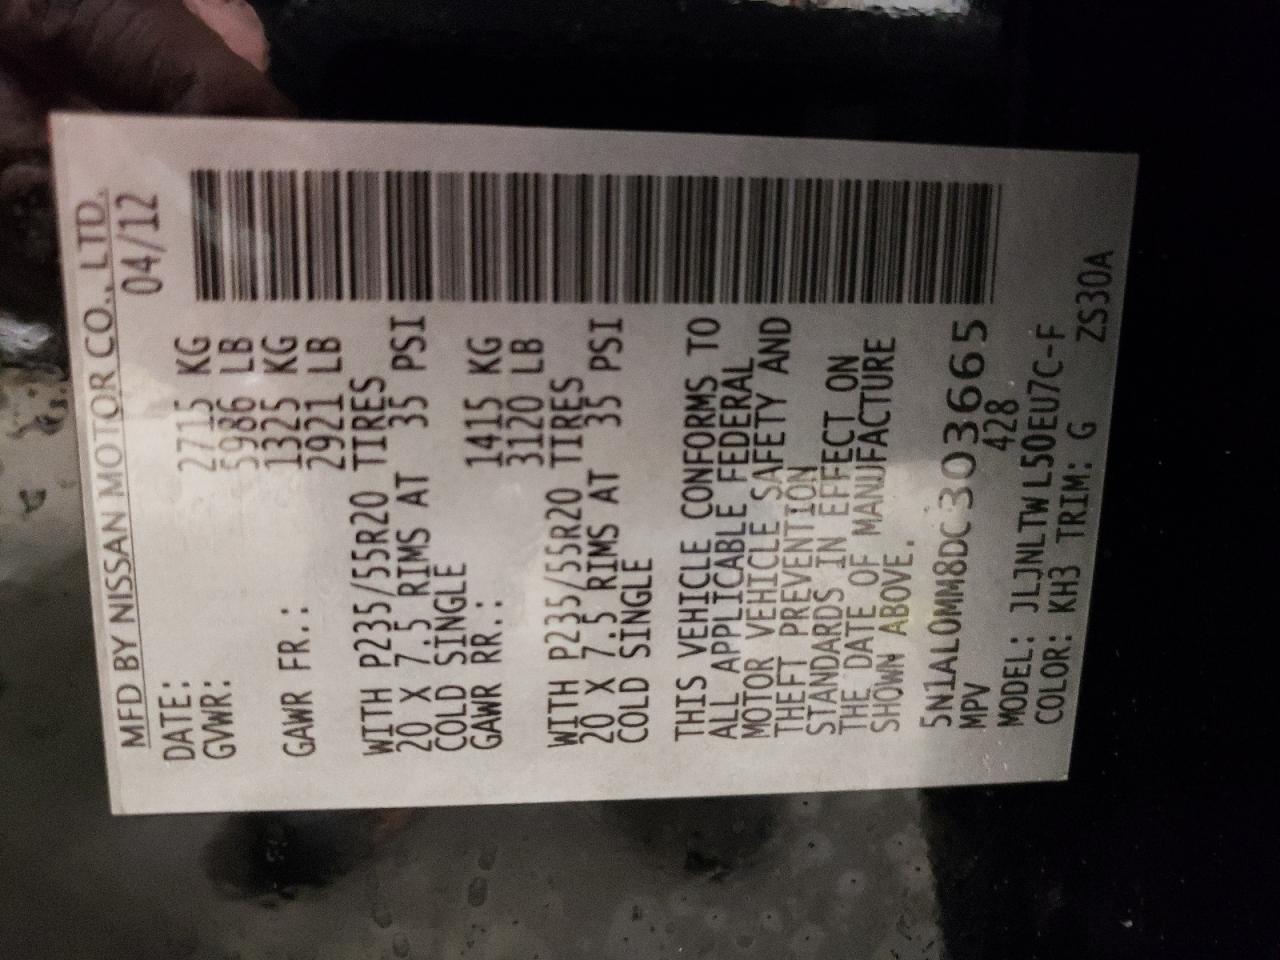 MFD BY NISSAN MOTOR CO., LTD.
DATE: 04/12
GVWR: 2715 KG
5986 LB
GAWR FR.: 1325 KG
2921 LB
WITH P235/55R20 TIRES
20 X 7.5 RIMS AT 35 PSI
COLD SINGLE
GAWR RR.: 1415 KG
3120 LB
WITH P235/55R20 TIRES
20 X 7.5 RIMS AT 35 PSI
COLD SINGLE
THIS VEHICLE CONFORMS TO
ALL APPLICABLE FEDERAL
MOTOR VEHICLE SAFETY AND
THEFT PREVENTION
STANDARDS IN EFFECT ON
THE DATE OF MANUFACTURE
SHOWN ABOVE.
5N1AL0MM8DC303665
MPV 428
MODEL: JLJNLTWL50EU7C-F
COLOR: KH3 TRIM: G ZS30A